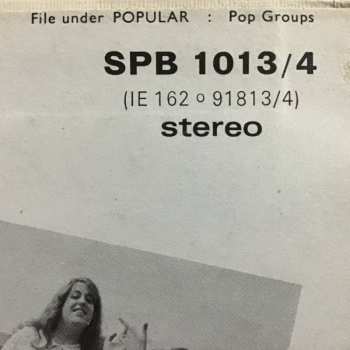 File under POPULAR : Pop Groups
SPB 1013/4
(IE 162 o 91813/4)
stereo